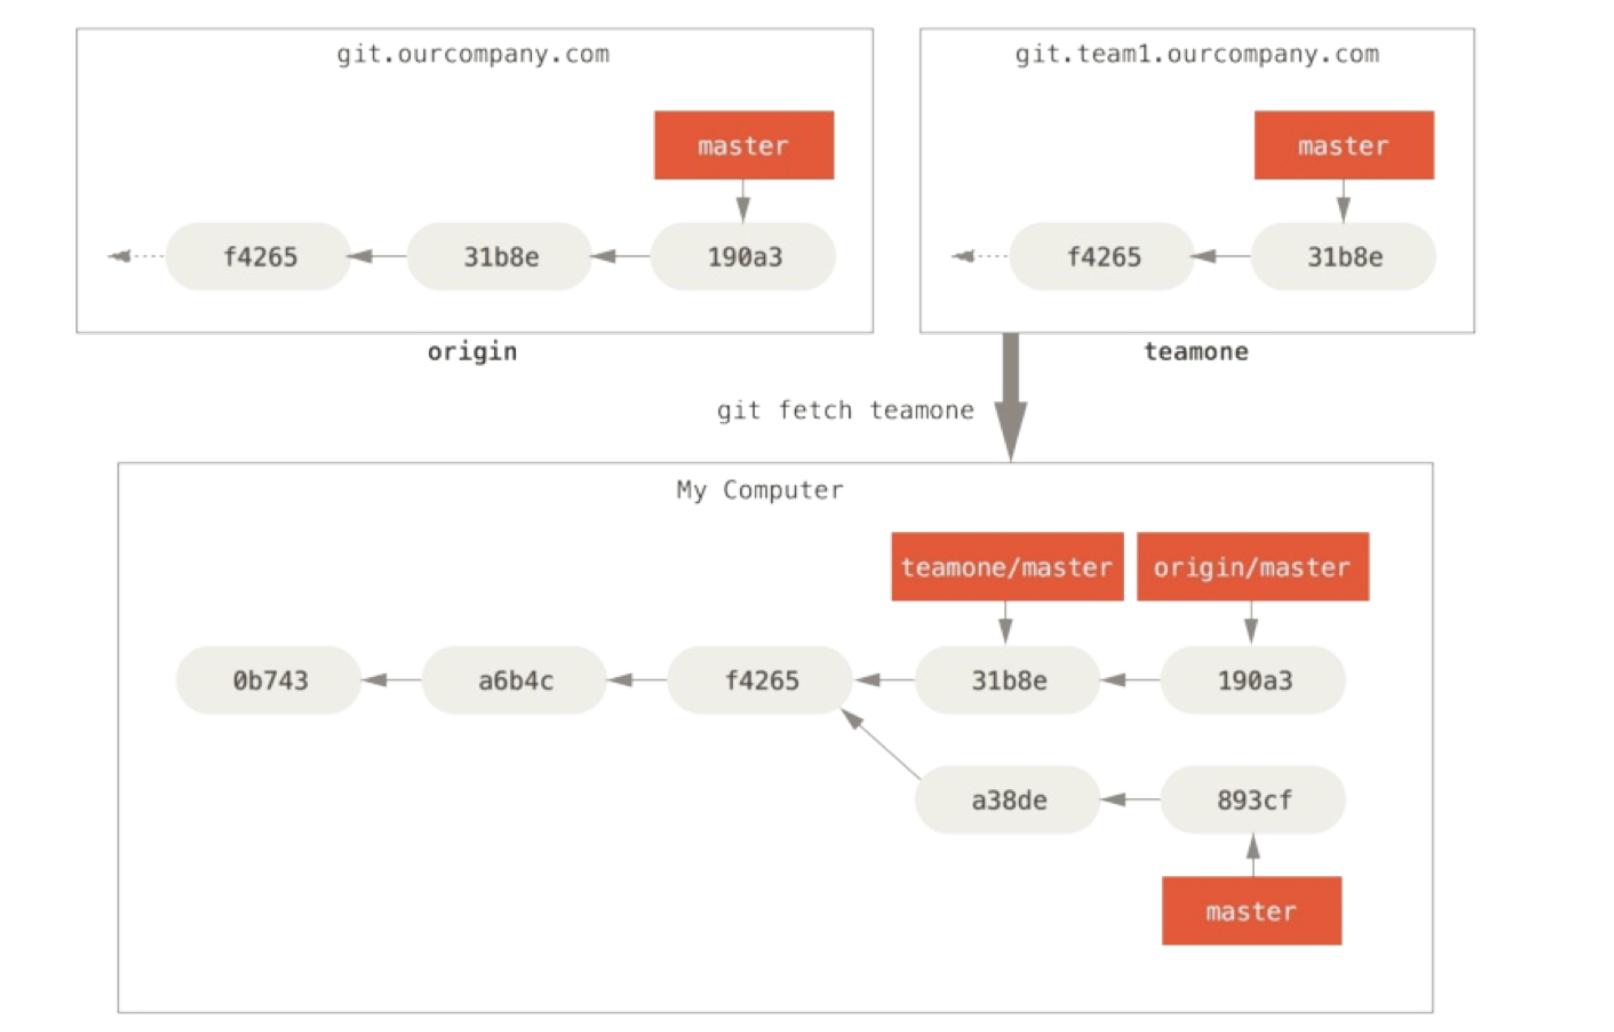 git.ourcompany.com
master
f4265
31b8e
190a3
origin
git.team1.ourcompany.com
master
f4265
31b8e
teamone
git fetch teamone
My Computer
teamone/master
origin/master
0b743
a6b4c
f4265
31b8e
190a3
a38de
893cf
master